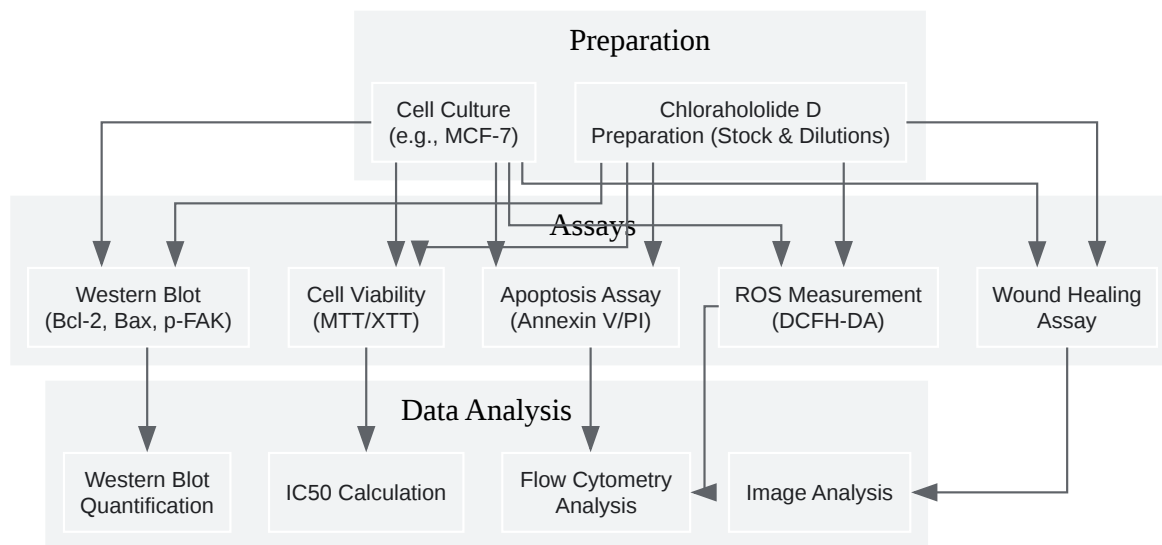 Preparation
Cell Culture
(e.g., MCF-7)
Chlorahololide D
Preparation (Stock & Dilutions)
Assays
Western Blot
(Bcl-2, Bax, p-FAK)
Cell Viability
(MTT/XTT)
Apoptosis Assay
(Annexin V/PI)
ROS Measurement
(DCFH-DA)
Wound Healing
Assay
Data Analysis
Western Blot
Quantification
IC50 Calculation
Flow Cytometry
Analysis
Image Analysis